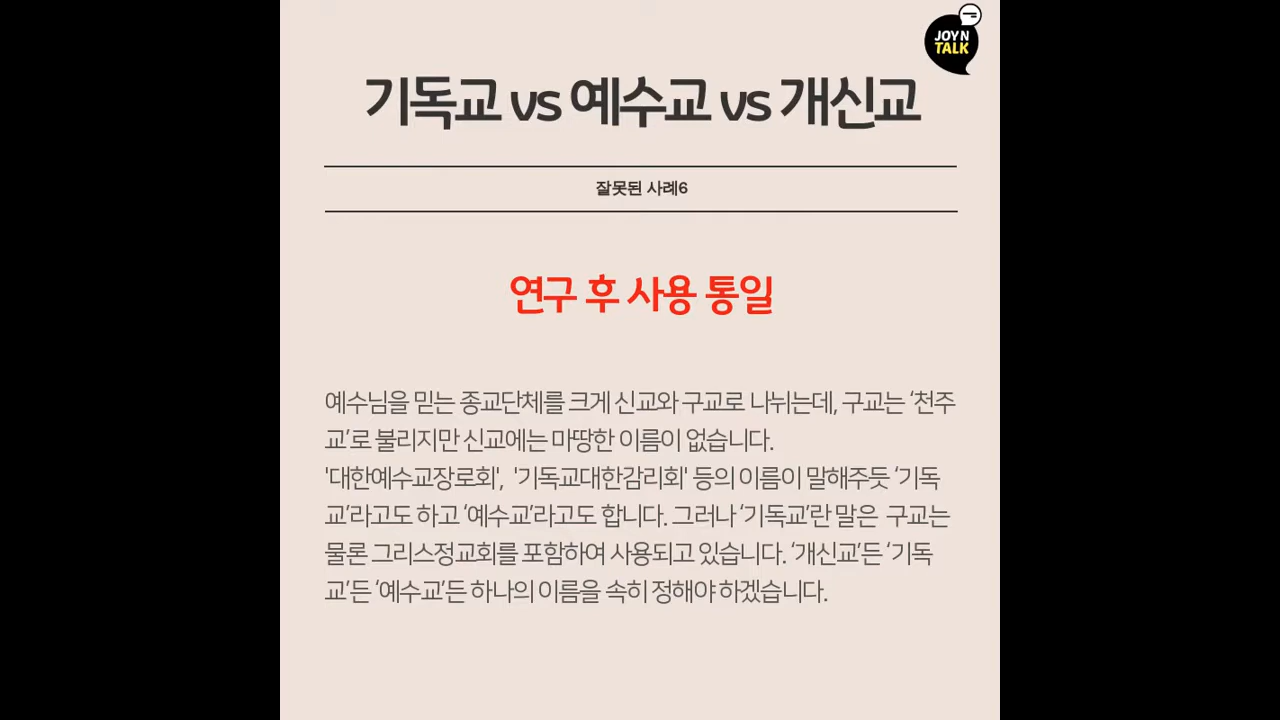 JOYN
TALK
기독교 vs 예수교 vs 개신교
잘못된 사례6
연구 후 사용 통일
예수님을 믿는 종교단체를 크게 신교와 구교로 나뉘는데, 구교는 ‘천주
교’로 불리지만 신교에는 마땅한 이름이 없습니다.
'대한예수교장로회', '기독교대한감리회' 등의 이름이 말해주듯 ‘기독
교’라고도 하고 ‘예수교’라고도 합니다. 그러나 ‘기독교’란 말은 구교는
물론 그리스정교회를 포함하여 사용되고 있습니다. ‘개신교’든 ‘기독
교’든 ‘예수교’든 하나의 이름을 속히 정해야 하겠습니다.